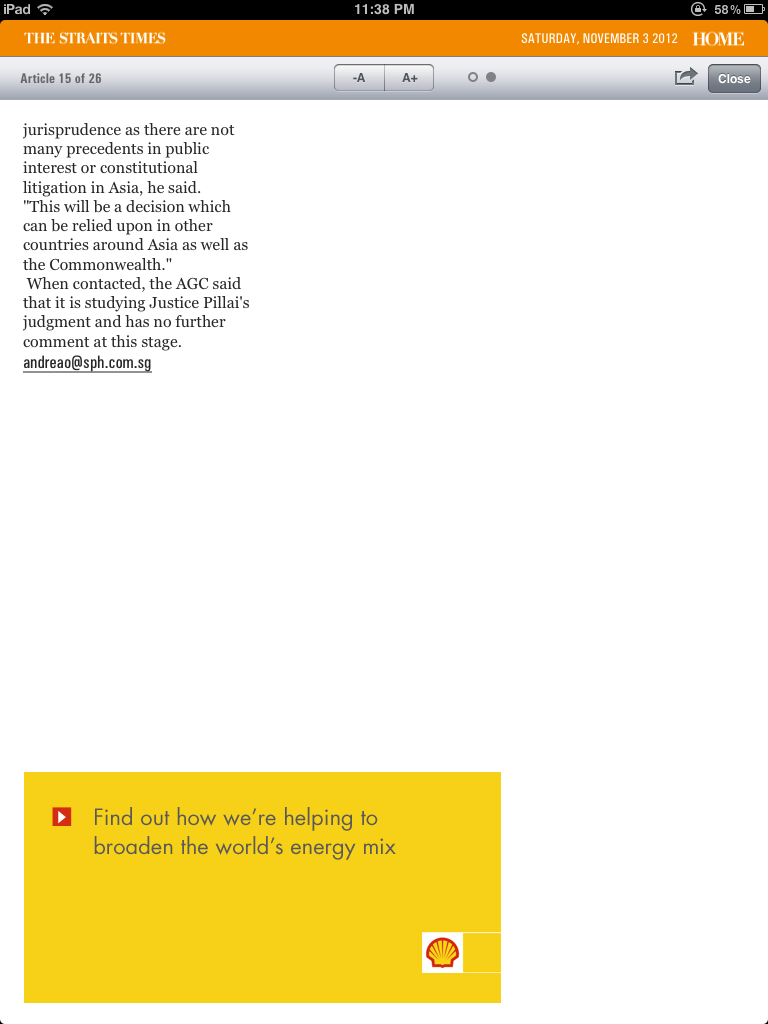 iPad 11:38 PM 58%
THE STRAITS TIMES SATURDAY, NOVEMBER 3 2012 HOME
Article 15 of 26 -A A+ Close
jurisprudence as there are not
many precedents in public
interest or constitutional
litigation in Asia, he said.
"This will be a decision which
can be relied upon in other
countries around Asia as well as
the Commonwealth."
When contacted, the AGC said
that it is studying Justice Pillai's
judgment and has no further
comment at this stage.
andreao@sph.com.sg
Find out how we’re helping to
broaden the world’s energy mix